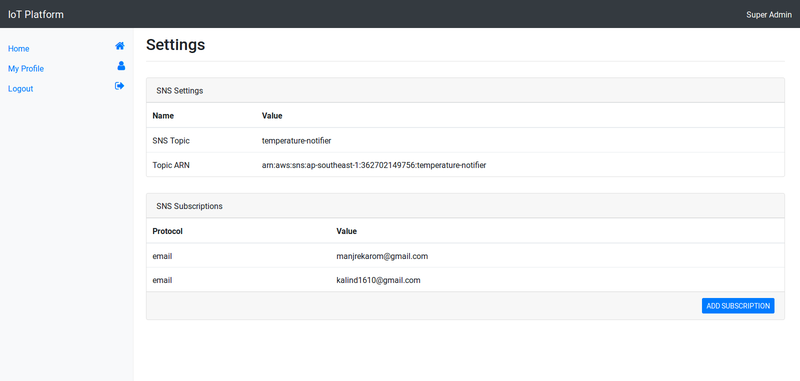 IoT Platform Super Admin
Home
My Profile
Logout
Settings
SNS Settings
Name Value
SNS Topic temperature-notifier
Topic ARN arn:aws:sns:ap-southeast-1:362702149756:temperature-notifier
SNS Subscriptions
Protocol Value
email manjrekarom@gmail.com
email kalind1610@gmail.com
ADD SUBSCRIPTION